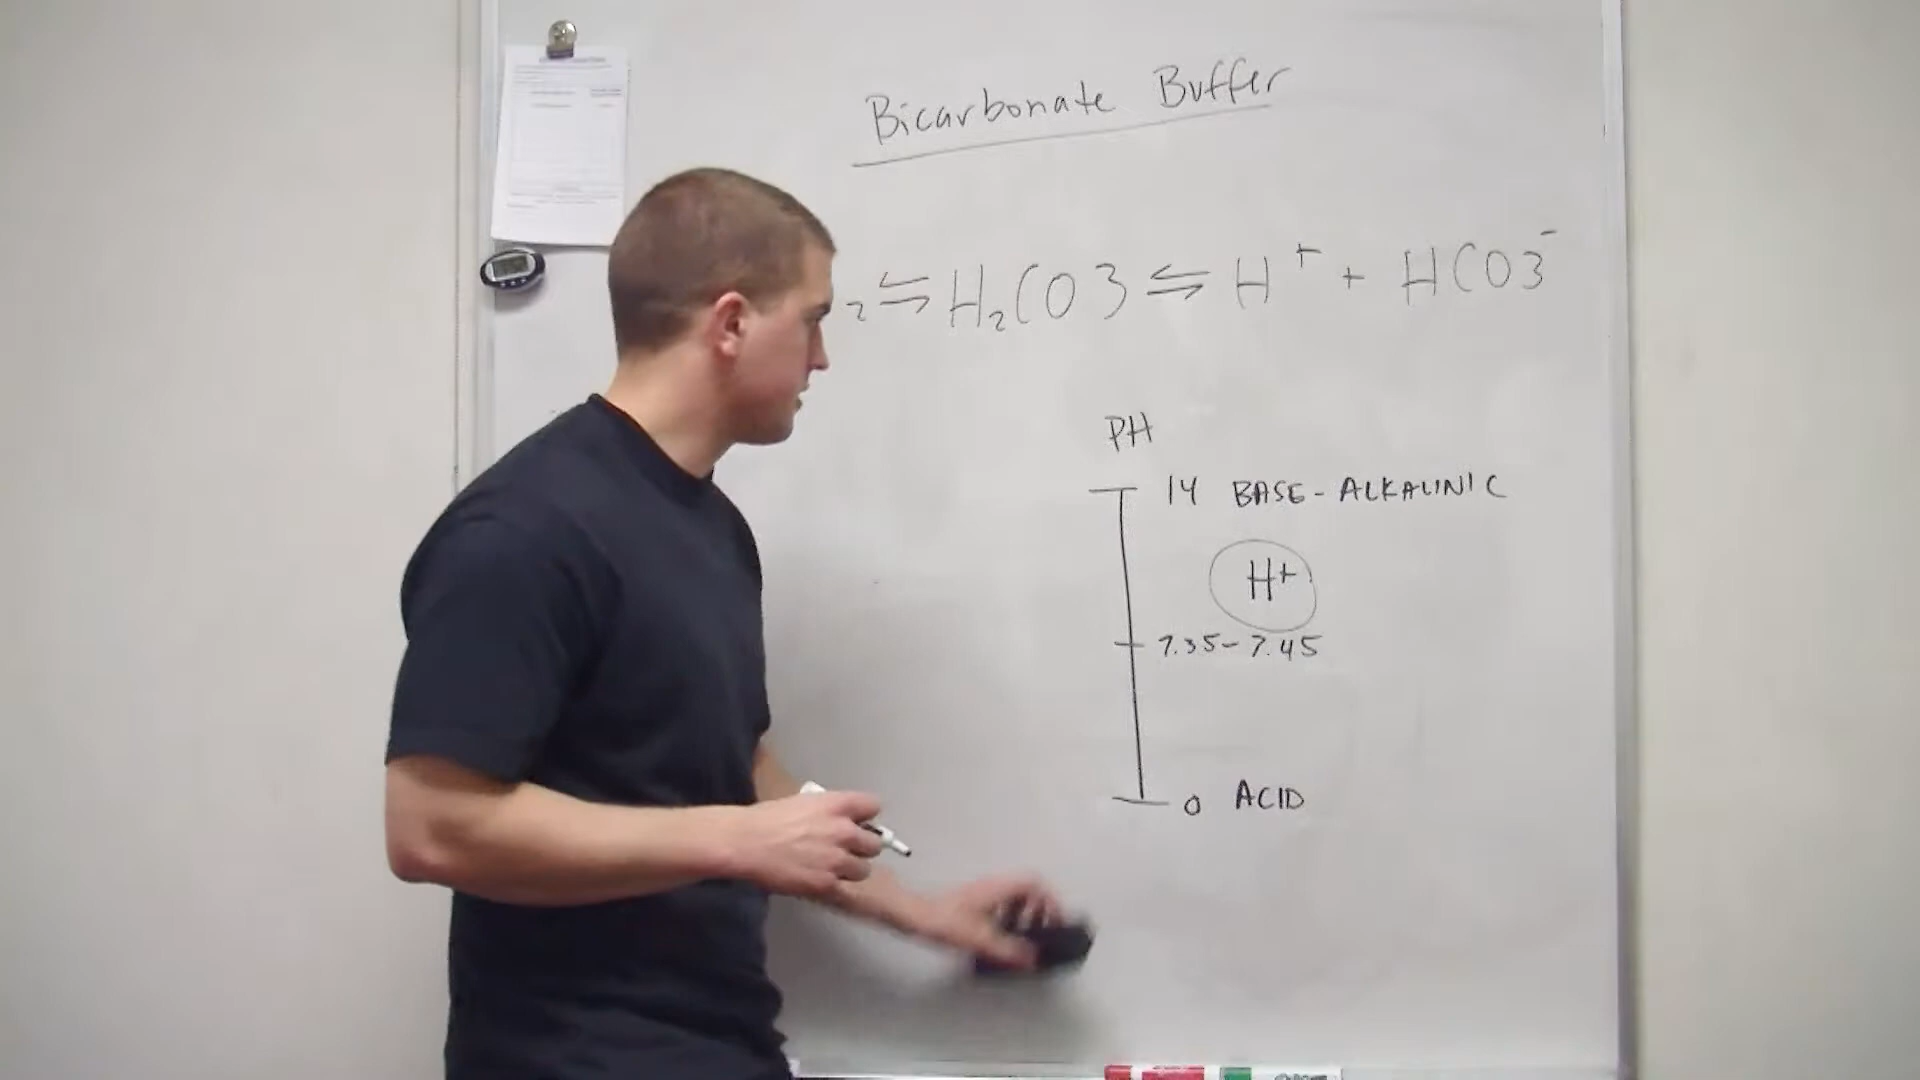 Bicarbonate Buffer
2 ⇌ H2CO3 ⇌ H+ + HCO3-
PH
14 BASE - ALKALINIC
H+
7.35 - 7.45
0 ACID